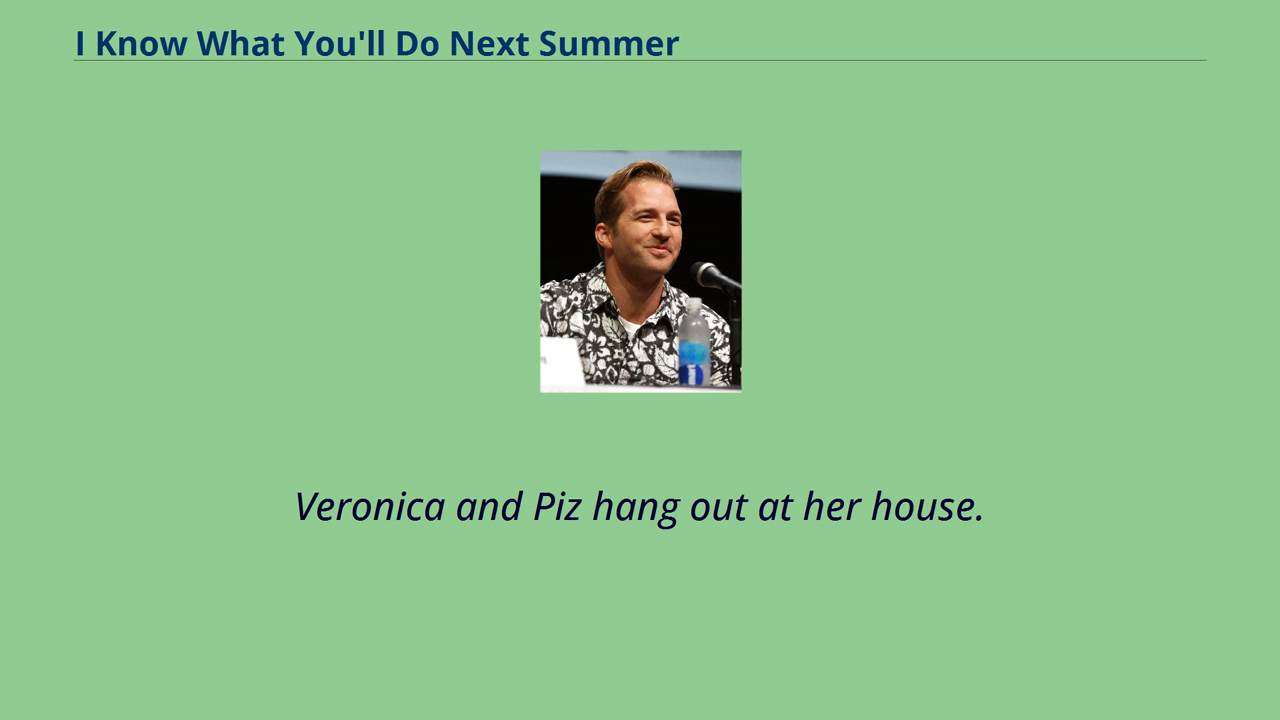 I Know What You'll Do Next Summer
Veronica and Piz hang out at her house.